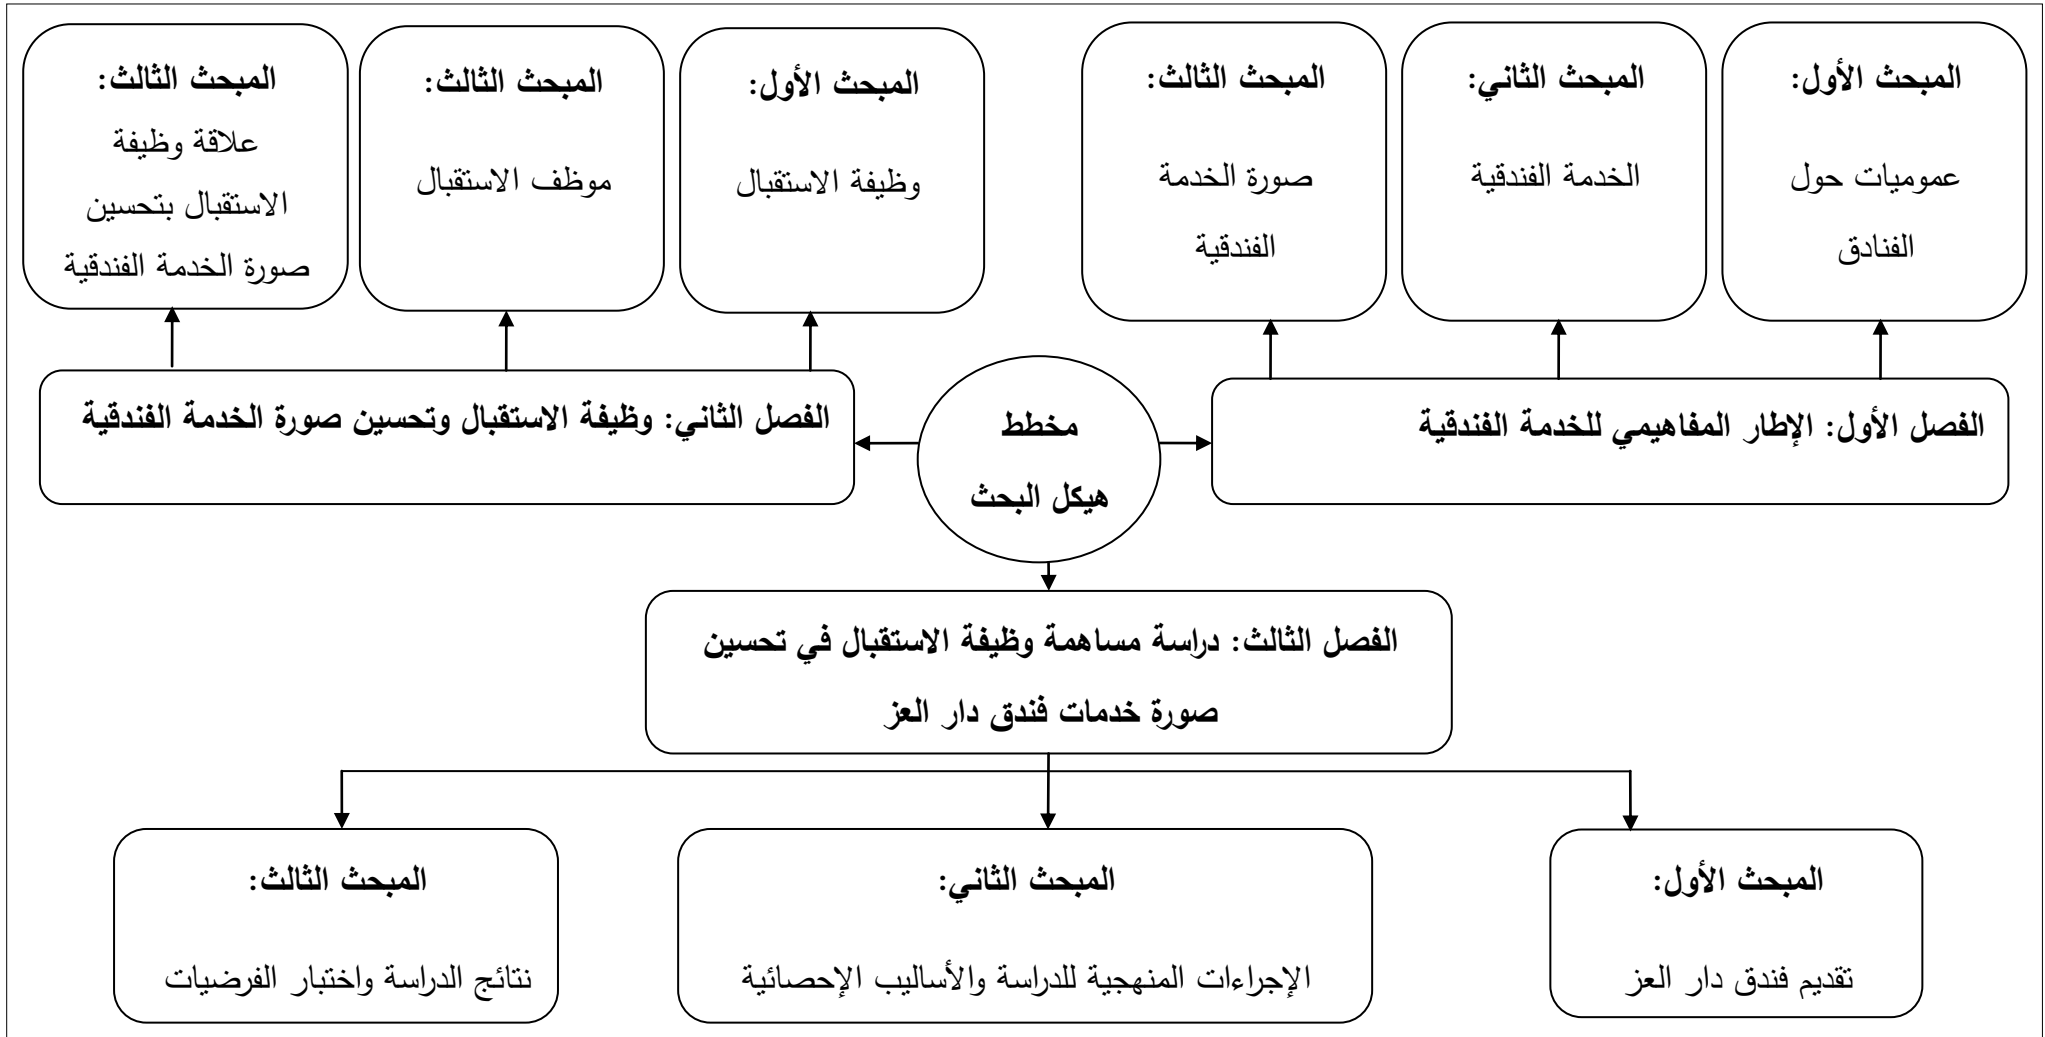 المبحث الأول:
عموميات حول
الفنادق
المبحث الثاني:
الخدمة الفندقية
المبحث الثالث:
صورة الخدمة
الفندقية
المبحث الأول:
وظيفة الاستقبال
المبحث الثالث:
موظف الاستقبال
المبحث الثالث:
علاقة وظيفة
الاستقبال بتحسين
صورة الخدمة الفندقية
الفصل الأول: الإطار المفاهيمي للخدمة الفندقية
مخطط
هيكل البحث
الفصل الثاني: وظيفة الاستقبال وتحسين صورة الخدمة الفندقية
الفصل الثالث: دراسة مساهمة وظيفة الاستقبال في تحسين
صورة خدمات فندق دار العز
المبحث الأول:
تقديم فندق دار العز
المبحث الثاني:
الإجراءات المنهجية للدراسة والأساليب الإحصائية
المبحث الثالث:
نتائج الدراسة واختبار الفرضيات